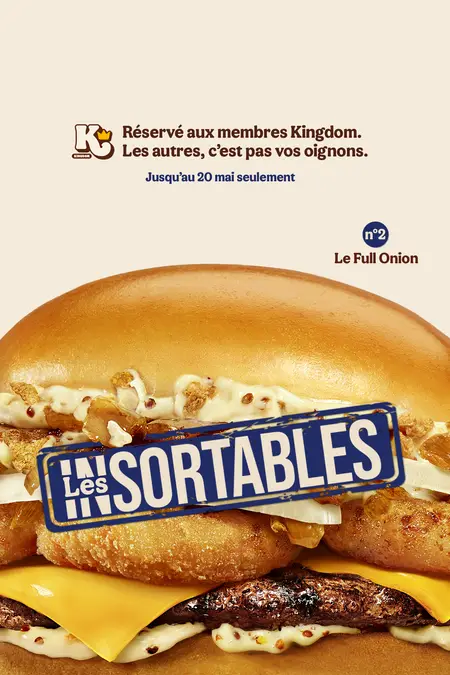 Réservé aux membres Kingdom.
Les autres, c'est pas vos oignons.
Jusqu'au 20 mai seulement
n°2
Le Full Onion
Les
INSORTABLES